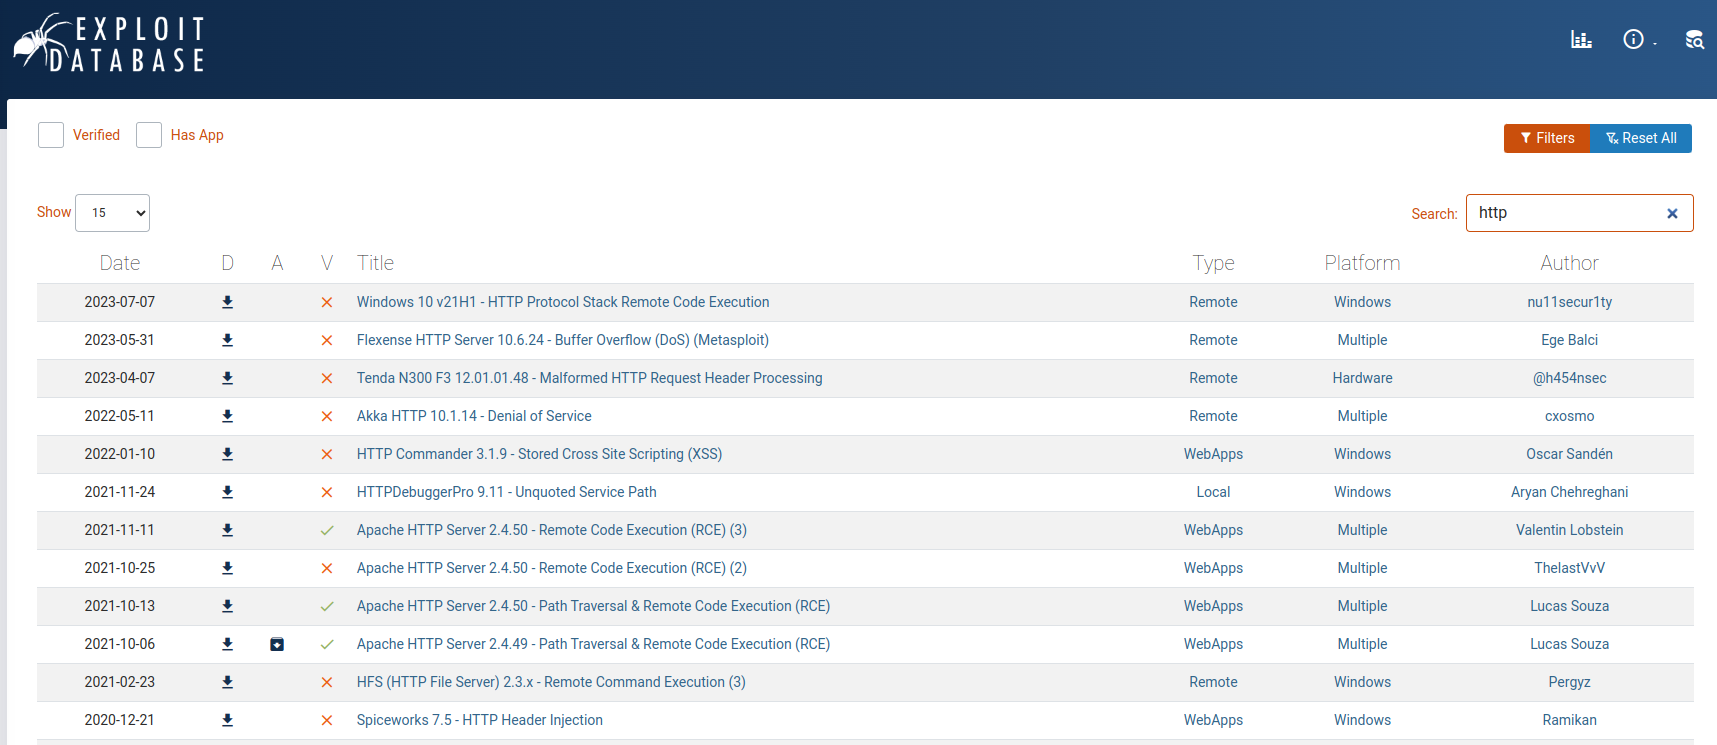 EXPLOIT
DATABASE
Verified Has App Filters Reset All
Show 15 Search: http
Date D A V Title Type Platform Author
2023-07-07 Windows 10 v21H1 - HTTP Protocol Stack Remote Code Execution Remote Windows nu11secur1ty
2023-05-31 Flexense HTTP Server 10.6.24 - Buffer Overflow (DoS) (Metasploit) Remote Multiple Ege Balci
2023-04-07 Tenda N300 F3 12.01.01.48 - Malformed HTTP Request Header Processing Remote Hardware @h454nsec
2022-05-11 Akka HTTP 10.1.14 - Denial of Service Remote Multiple cxosmo
2022-01-10 HTTP Commander 3.1.9 - Stored Cross Site Scripting (XSS) WebApps Windows Oscar Sandén
2021-11-24 HTTPDebuggerPro 9.11 - Unquoted Service Path Local Windows Aryan Chehreghani
2021-11-11 Apache HTTP Server 2.4.50 - Remote Code Execution (RCE) (3) WebApps Multiple Valentin Lobstein
2021-10-25 Apache HTTP Server 2.4.50 - Remote Code Execution (RCE) (2) WebApps Multiple ThelastVvV
2021-10-13 Apache HTTP Server 2.4.50 - Path Traversal & Remote Code Execution (RCE) WebApps Multiple Lucas Souza
2021-10-06 Apache HTTP Server 2.4.49 - Path Traversal & Remote Code Execution (RCE) WebApps Multiple Lucas Souza
2021-02-23 HFS (HTTP File Server) 2.3.x - Remote Command Execution (3) Remote Windows Pergyz
2020-12-21 Spiceworks 7.5 - HTTP Header Injection WebApps Windows Ramikan